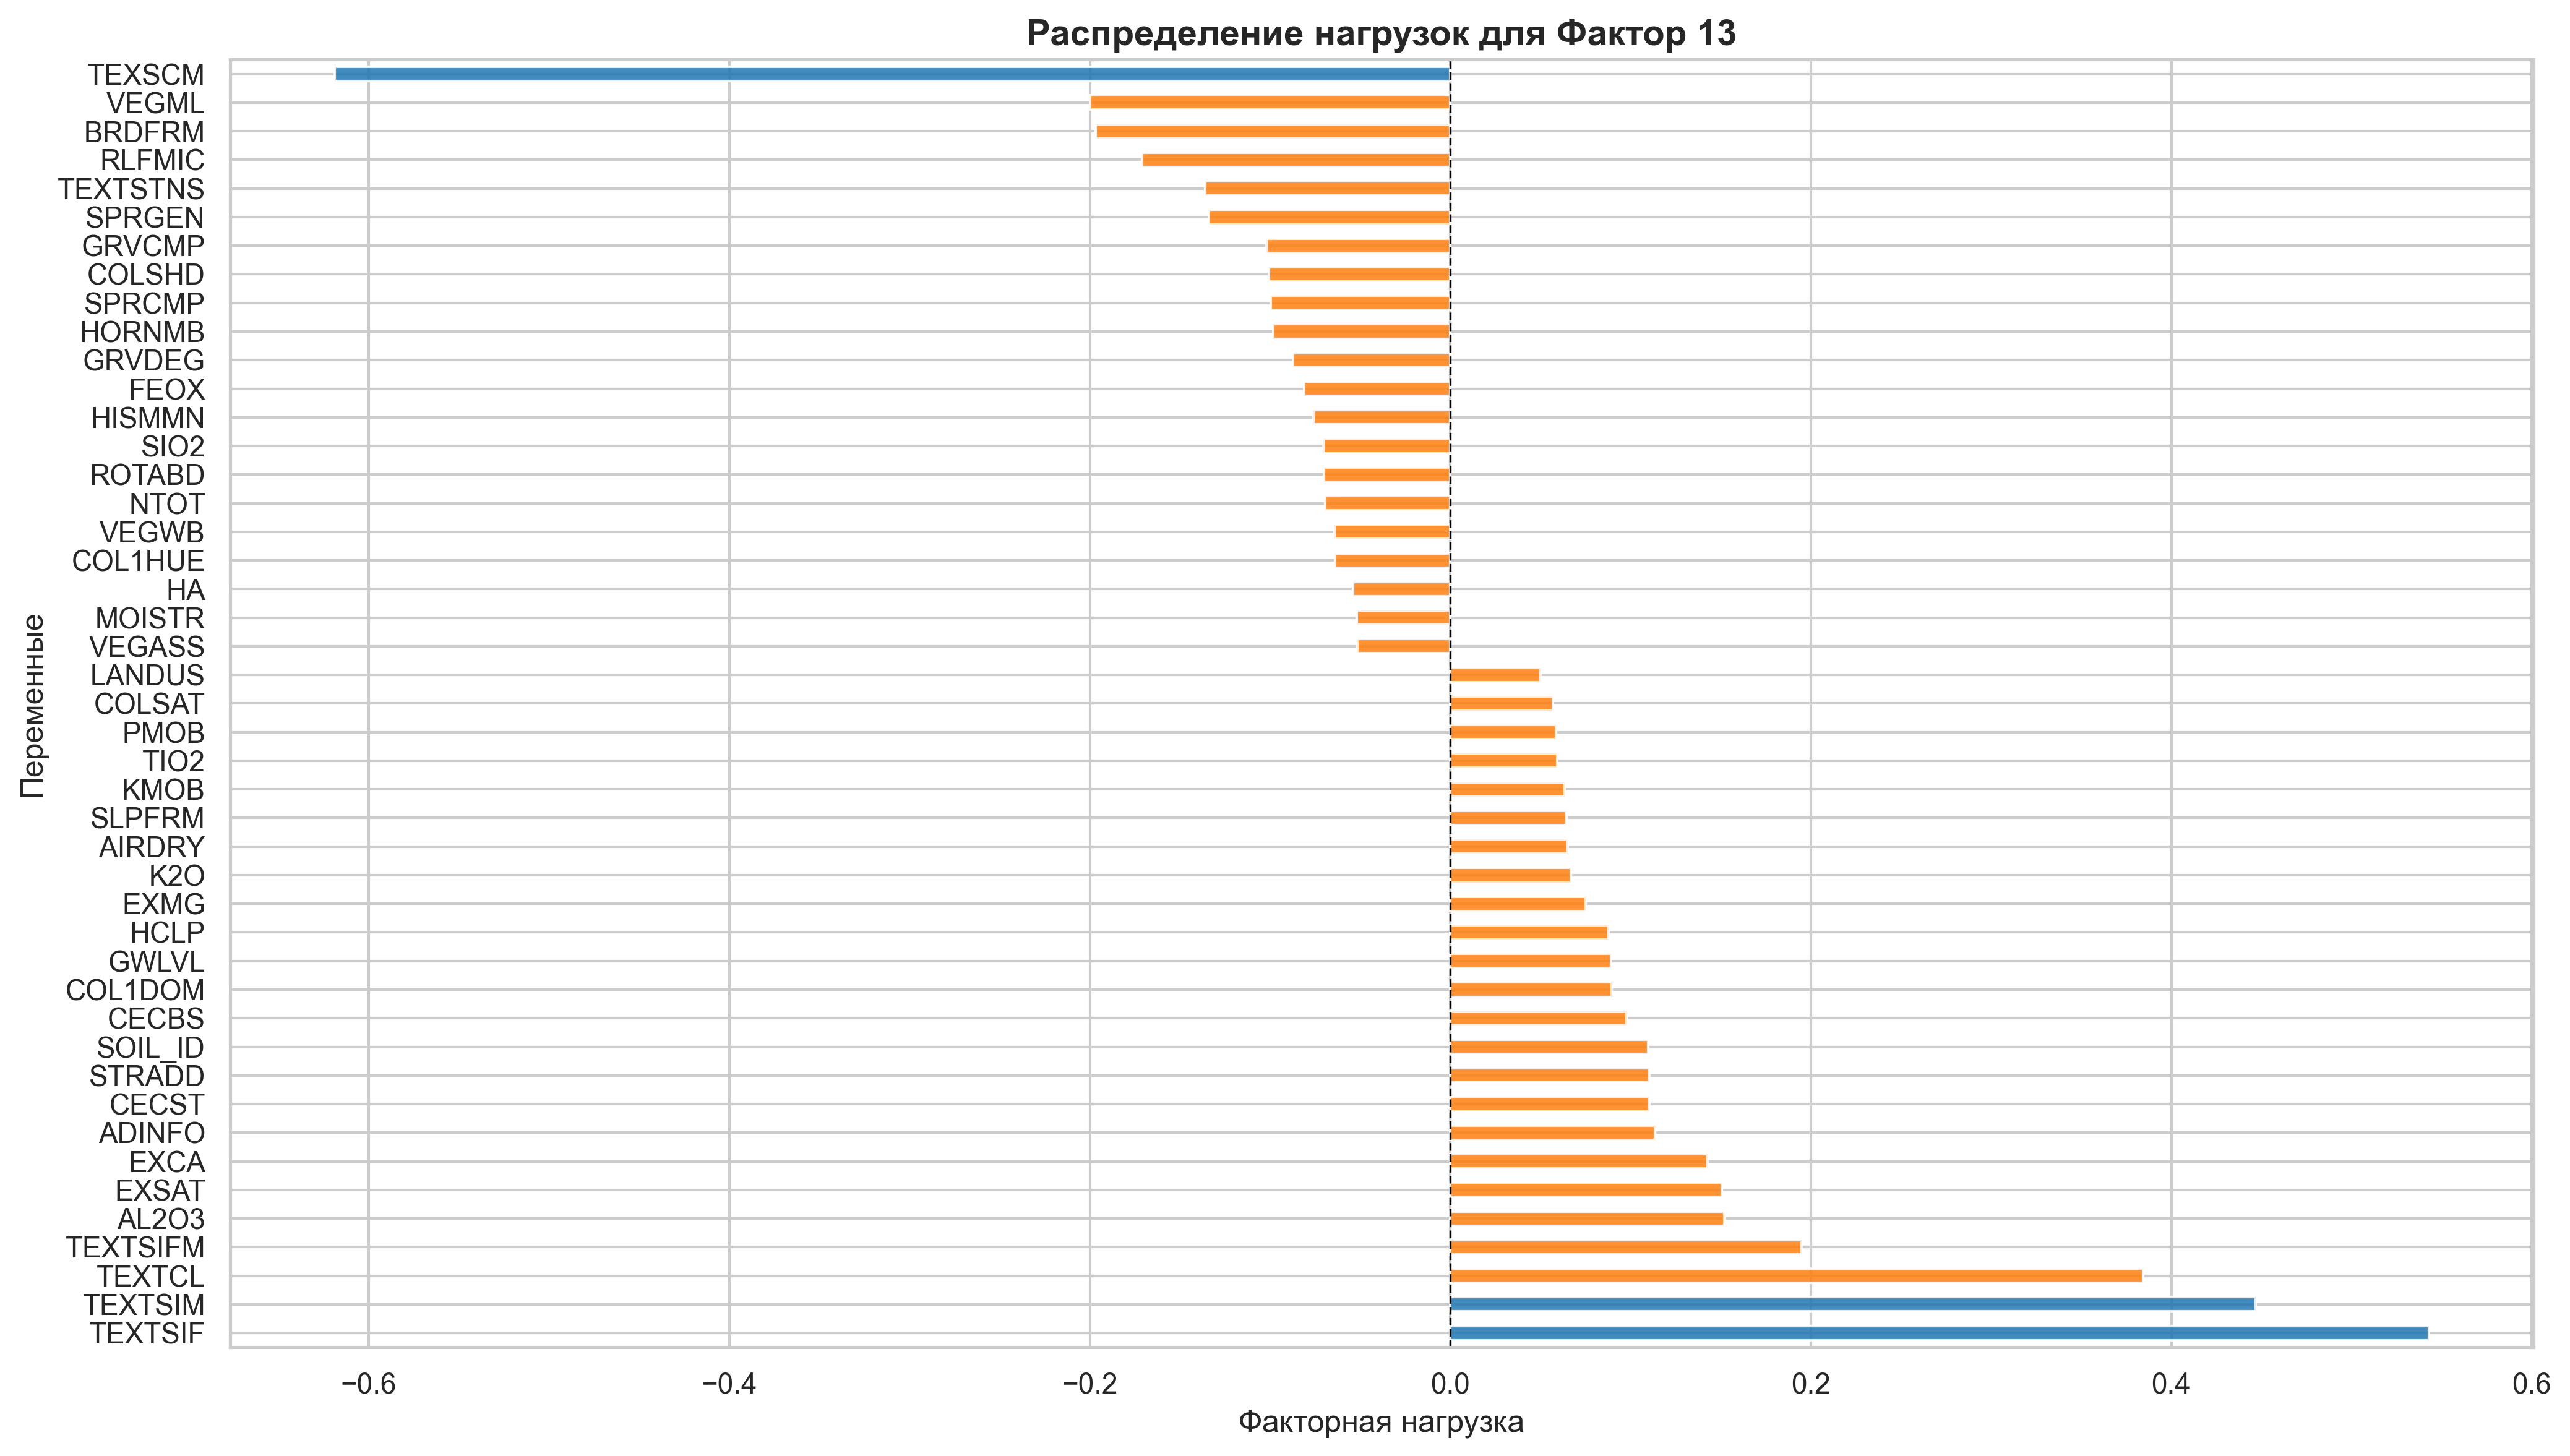 Распределение нагрузок для Фактор 13
TEXSCM
VEGML
BRDFRM
RLFMIC
TEXTSTNS
SPRGEN
GRVCMP
COLSHD
SPRCMP
HORNMB
GRVDEG
FEOX
HISMMN
SIO2
ROTABD
NTOT
VEGWB
COL1HUE
HA
MOISTR
VEGASS
LANDUS
COLSAT
PMOB
TIO2
KMOB
SLPFRM
AIRDRY
K2O
EXMG
HCLP
GWLVL
COL1DOM
CECBS
SOIL_ID
STRADD
CECST
ADINFO
EXCA
EXSAT
AL2O3
TEXTSIFM
TEXTCL
TEXTSIM
TEXTSIF
Переменные
−0.6 −0.4 −0.2 0.0 0.2 0.4 0.6
Факторная нагрузка